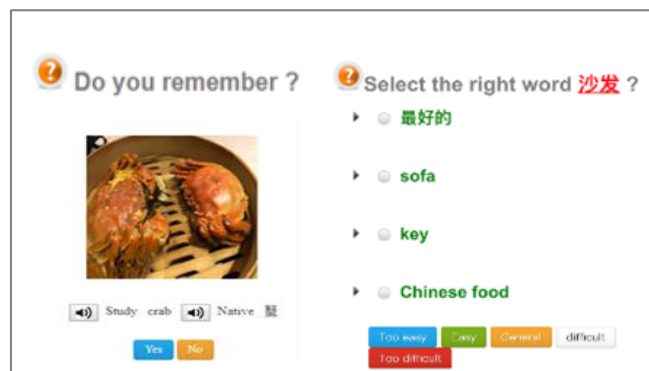 Do you remember ?
Study crab Native 蟹
Yes No
Select the right word 沙发 ?
最好的
sofa
key
Chinese food
Too easy Easy General difficult
Too difficult